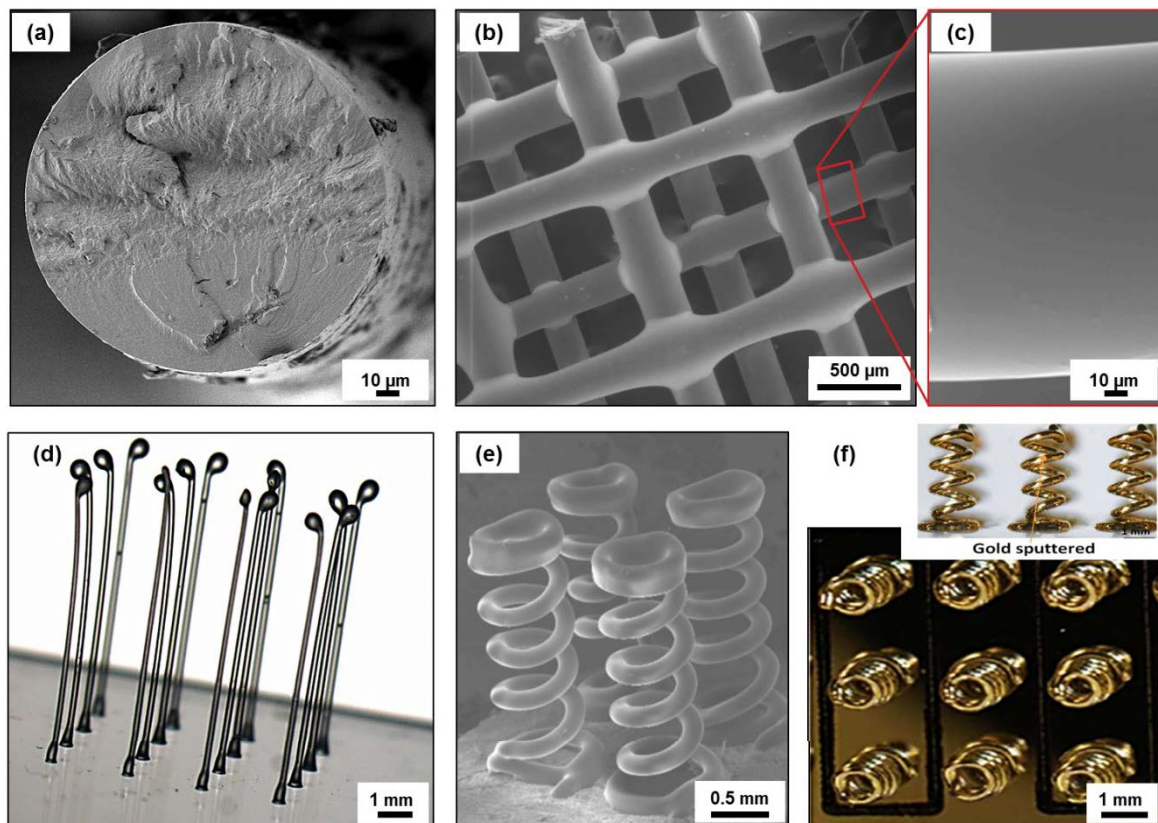 (a)
10 µm
(b)
500 µm
(c)
10 µm
(d)
1 mm
(e)
0.5 mm
(f)
1 mm
Gold sputtered
1 mm